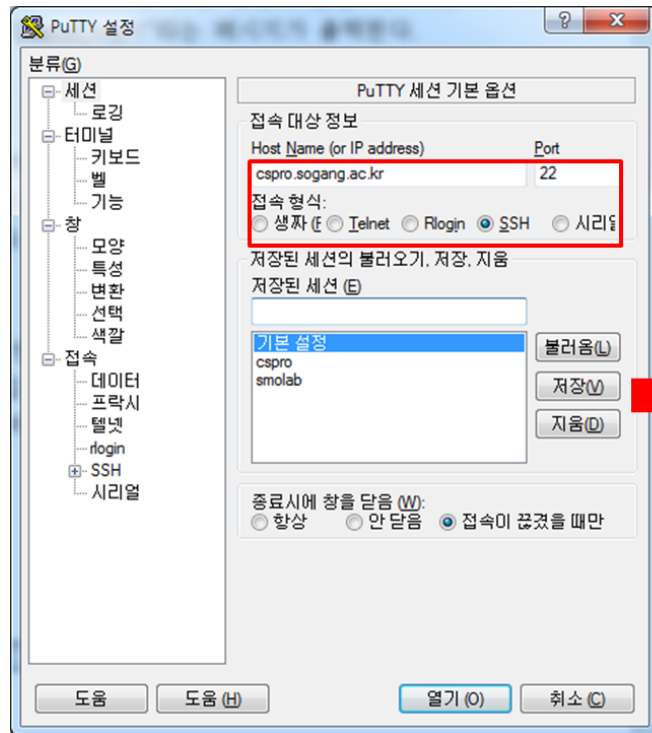 PuTTY 설정
분류(G)
세션
로깅
터미널
키보드
벨
기능
창
모양
특성
변환
선택
색깔
접속
데이터
프락시
텔넷
rlogin
SSH
시리얼
PuTTY 세션 기본 옵션
접속 대상 정보
Host Name (or IP address) Port
cspro.sogang.ac.kr 22
접속 형식:
생짜 (F Telnet Rlogin SSH 시리얼
저장된 세션의 불러오기, 저장, 지움
저장된 세션 (E)
기본 설정
cspro
smolab
불러옴(L)
저장(V)
지움(D)
종료시에 창을 닫음 (W):
항상 안 닫음 접속이 끊겼을 때만
도움 도움 (H) 열기 (O) 취소 (C)